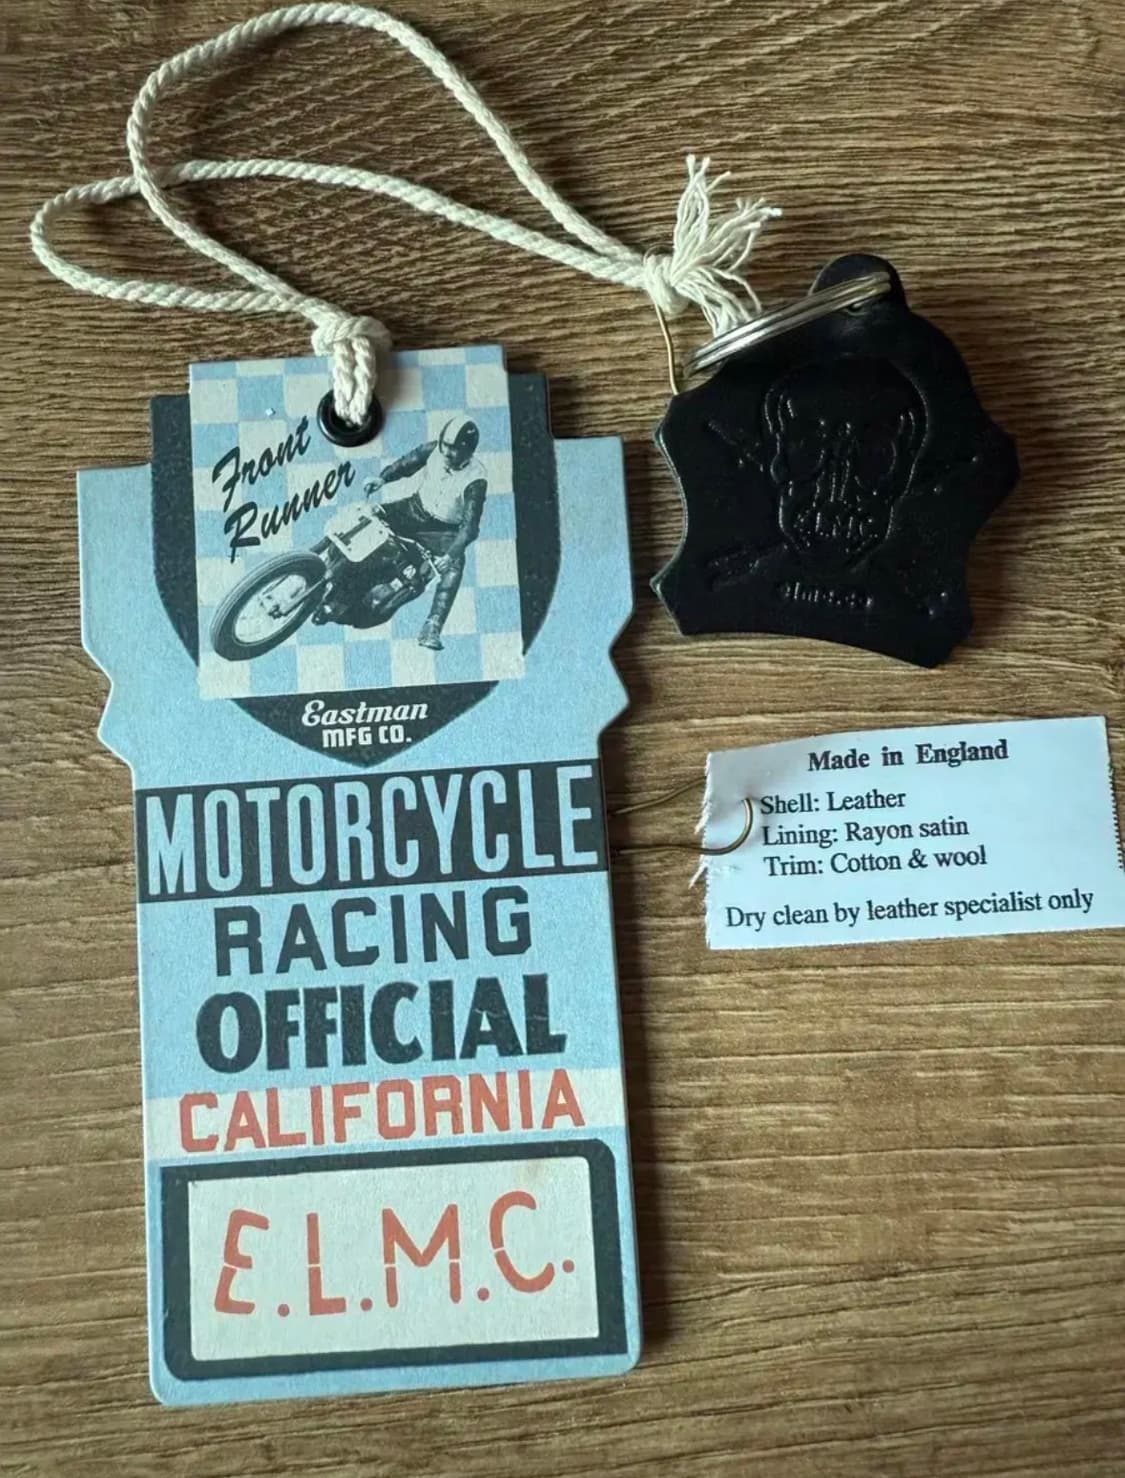 Front
Runner
1
Eastman
MFG CO.
MOTORCYCLE
RACING
OFFICIAL
CALIFORNIA
E.L.M.C.
E.L.M.C.
Made in England
Shell: Leather
Lining: Rayon satin
Trim: Cotton & wool
Dry clean by leather specialist only